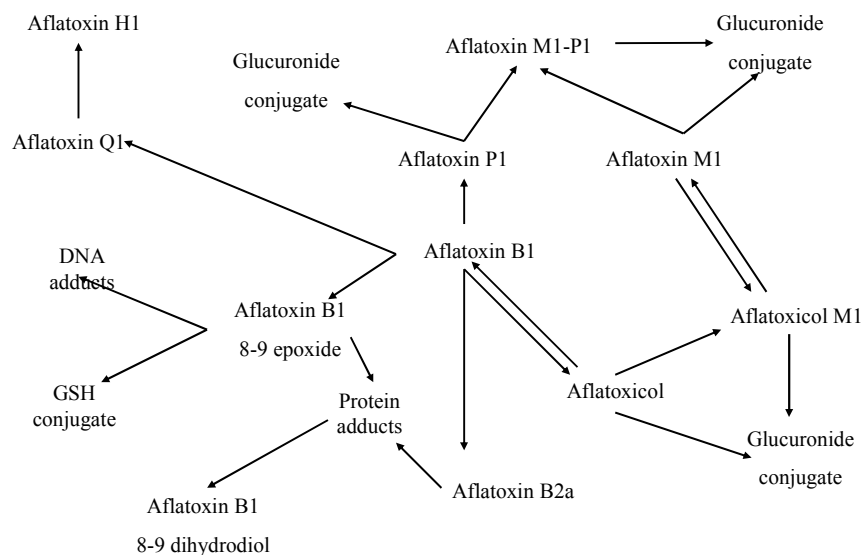 Aflatoxin H1
Glucuronide
conjugate
Aflatoxin M1-P1
Glucuronide
conjugate
Aflatoxin Q1
Aflatoxin P1
Aflatoxin M1
DNA
adducts
Aflatoxin B1
Aflatoxin B1
8-9 epoxide
Aflatoxicol M1
GSH
conjugate
Protein
adducts
Aflatoxicol
Glucuronide
conjugate
Aflatoxin B1
8-9 dihydrodiol
Aflatoxin B2a